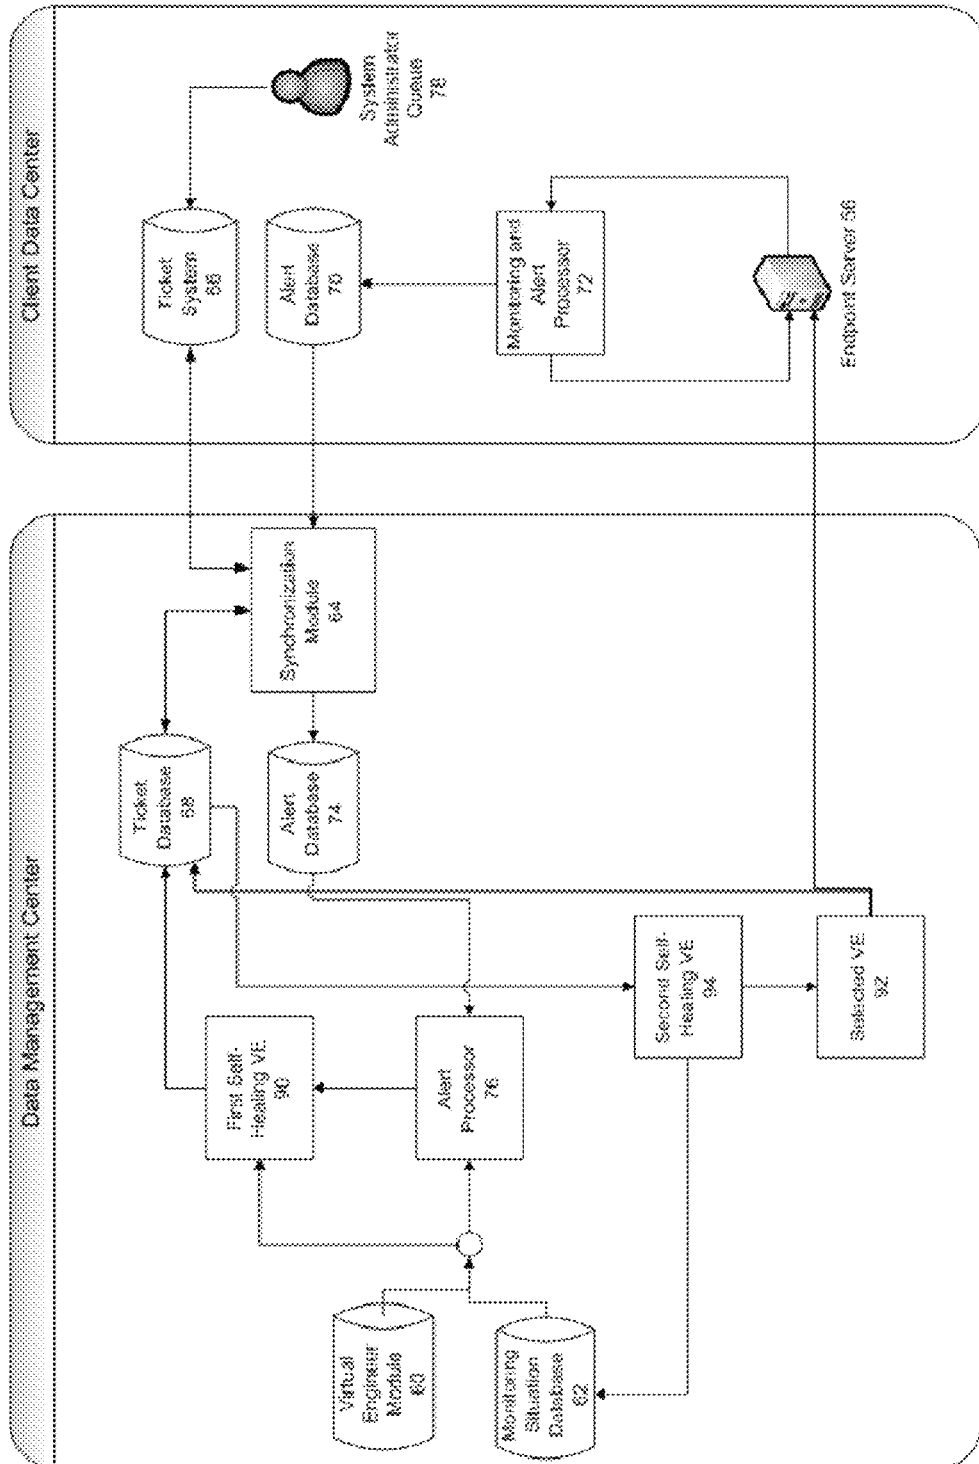 Data Management Center
Client Data Center
Ticket
Database
68
Ticket
System
66
System
Administrator
Queue
78
First Self-
Healing VE
90
Alert
Database
74
Synchronization
Module
64
Alert
Database
70
Virtual
Engineer
Module
60
Alert
Processor
76
Monitoring and
Alert
Processor
72
Monitoring
Situation
Database
62
Second Self-
Healing VE
94
Selected VE
92
Endpoint Server 56